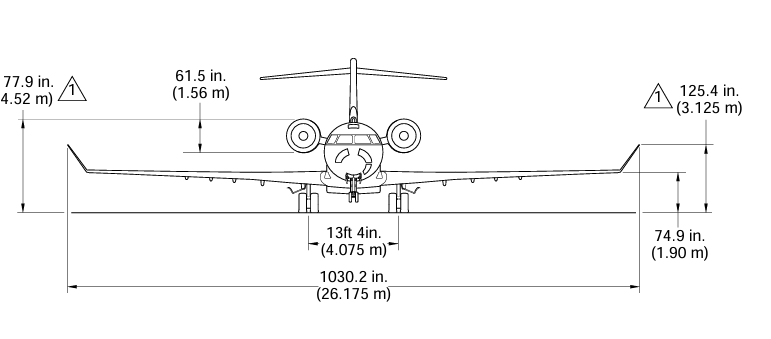 77.9 in.
4.52 m)
1
61.5 in.
(1.56 m)
1
125.4 in.
(3.125 m)
13ft 4in.
(4.075 m)
74.9 in.
(1.90 m)
1030.2 in.
(26.175 m)